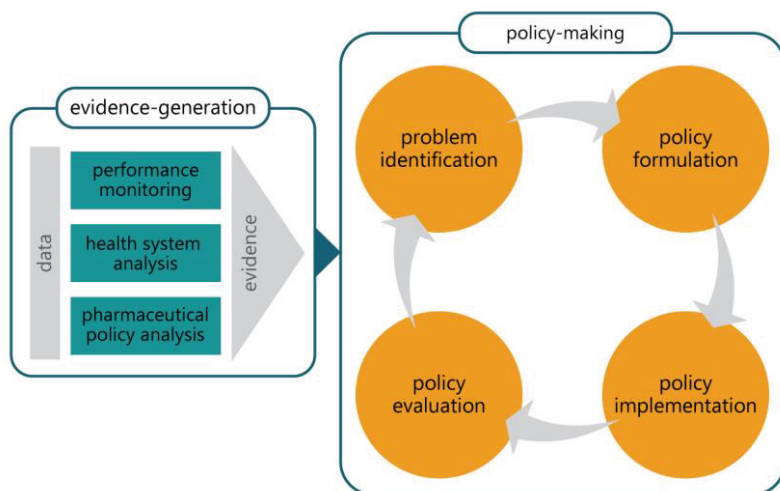 evidence-generation
data
performance
monitoring
health system
analysis
pharmaceutical
policy analysis
evidence
policy-making
problem
identification
policy
formulation
policy
implementation
policy
evaluation